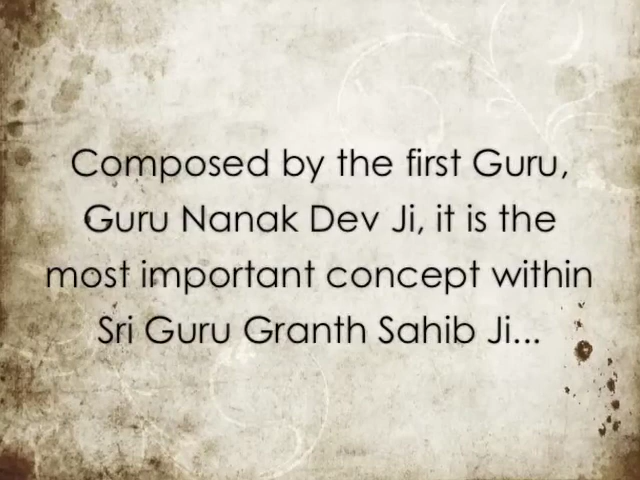 Composed by the first Guru,
Guru Nanak Dev Ji, it is the
most important concept within
Sri Guru Granth Sahib Ji...